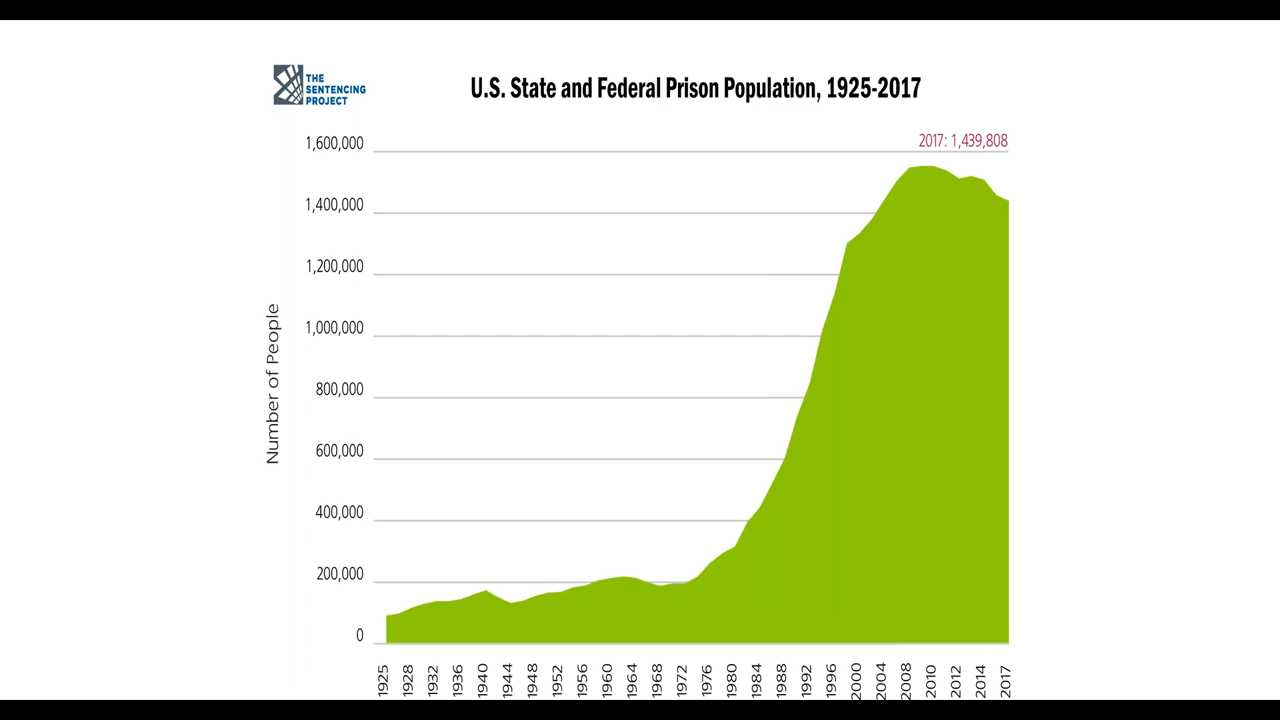 THE
SENTENCING
PROJECT
U.S. State and Federal Prison Population, 1925-2017
2017: 1,439,808
1,600,000
1,400,000
1,200,000
1,000,000
800,000
600,000
400,000
200,000
0
Number of People
1925 1928 1932 1936 1940 1944 1948 1952 1956 1960 1964 1968 1972 1976 1980 1984 1988 1992 1996 2000 2004 2008 2010 2012 2014 2017